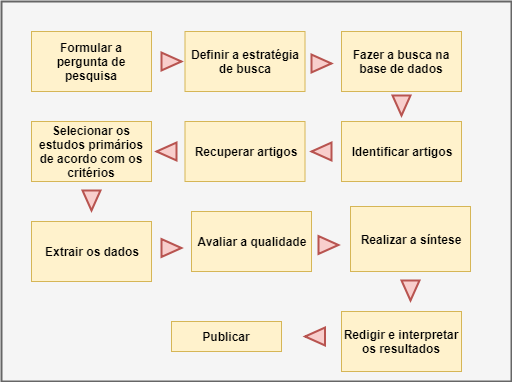 Formular a
pergunta de
pesquisa
Definir a estratégia
de busca
Fazer a busca na
base de dados
Identificar artigos
Recuperar artigos
Selecionar os
estudos primários
de acordo com os
critérios
Extrair os dados
Avaliar a qualidade
Realizar a síntese
Redigir e interpretar
os resultados
Publicar